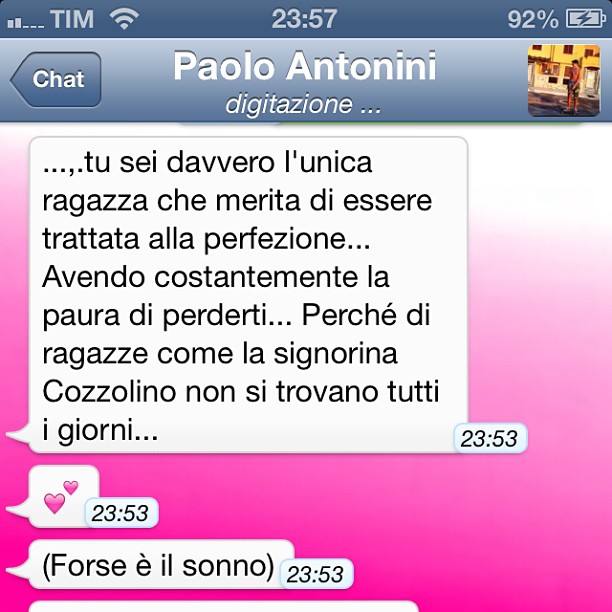 TIM 23:57 92%
Chat
Paolo Antonini
digitazione ...
...,.tu sei davvero l'unica
ragazza che merita di essere
trattata alla perfezione...
Avendo costantemente la
paura di perderti... Perché di
ragazze come la signorina
Cozzolino non si trovano tutti
i giorni...
23:53
💕
23:53
(Forse è il sonno)
23:53